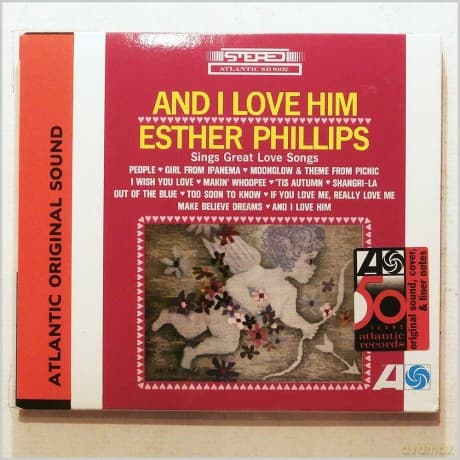 ATLANTIC ORIGINAL SOUND
STEREO
ATLANTIC SD 8102
AND I LOVE HIM
ESTHER PHILLIPS
Sings Great Love Songs
PEOPLE ♥ GIRL FROM IPANEMA ♥ MOONGLOW & THEME FROM PICNIC
I WISH YOU LOVE ♥ MAKIN' WHOOPEE ♥ 'TIS AUTUMN ♥ SHANGRI-LA
OUT OF THE BLUE ♥ TOO SOON TO KNOW ♥ IF YOU LOVE ME, REALLY LOVE ME
MAKE BELIEVE DREAMS ♥ AND I LOVE HIM
50
YEARS
atlantic
records
original sound, cover,
& liner notes
avamax